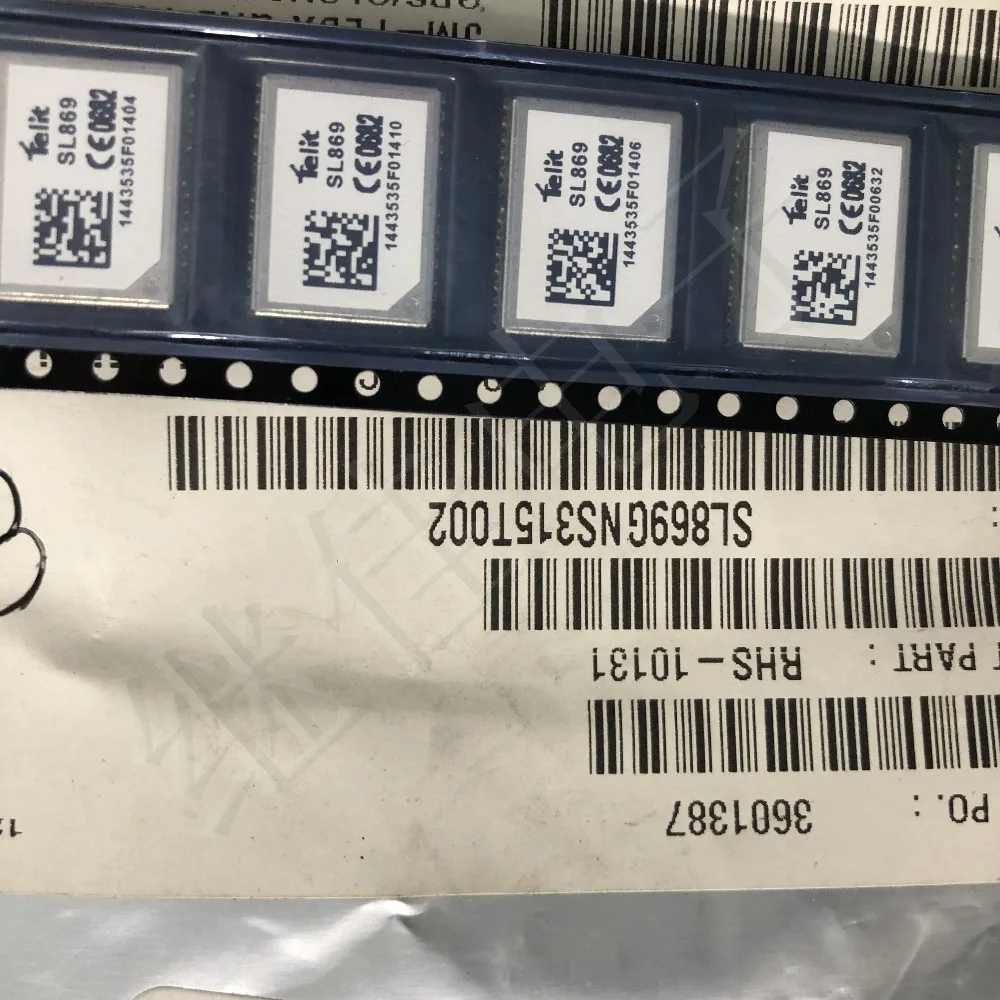 Telit
SL869
CE0682
1443535F01404
Telit
SL869
CE0682
1443535F01410
Telit
SL869
CE0682
1443535F01406
Telit
SL869
CE0682
1443535F00632
SL869GNS315T002
PART : RHS-10131
PO. : 3601387